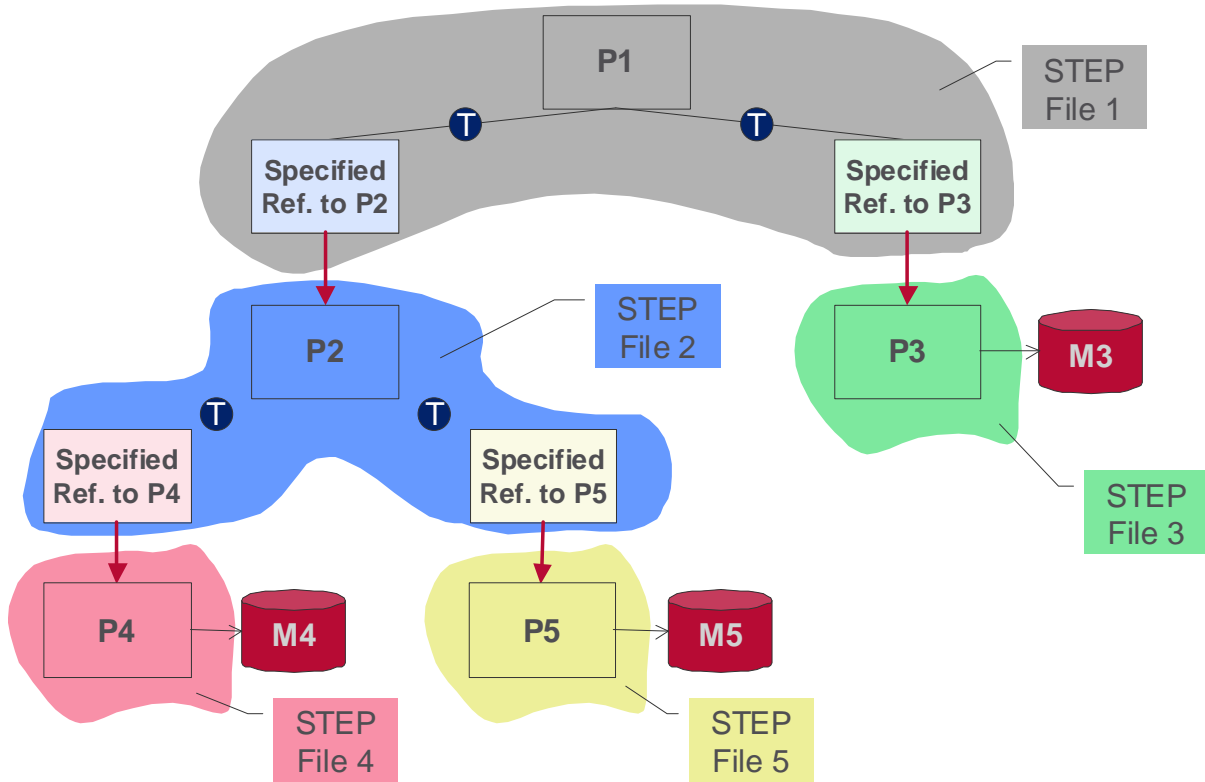 P1
STEP
File 1
T
T
Specified
Ref. to P2
Specified
Ref. to P3
P2
STEP
File 2
P3
M3
T
T
Specified
Ref. to P4
Specified
Ref. to P5
STEP
File 3
P4
M4
P5
M5
STEP
File 4
STEP
File 5